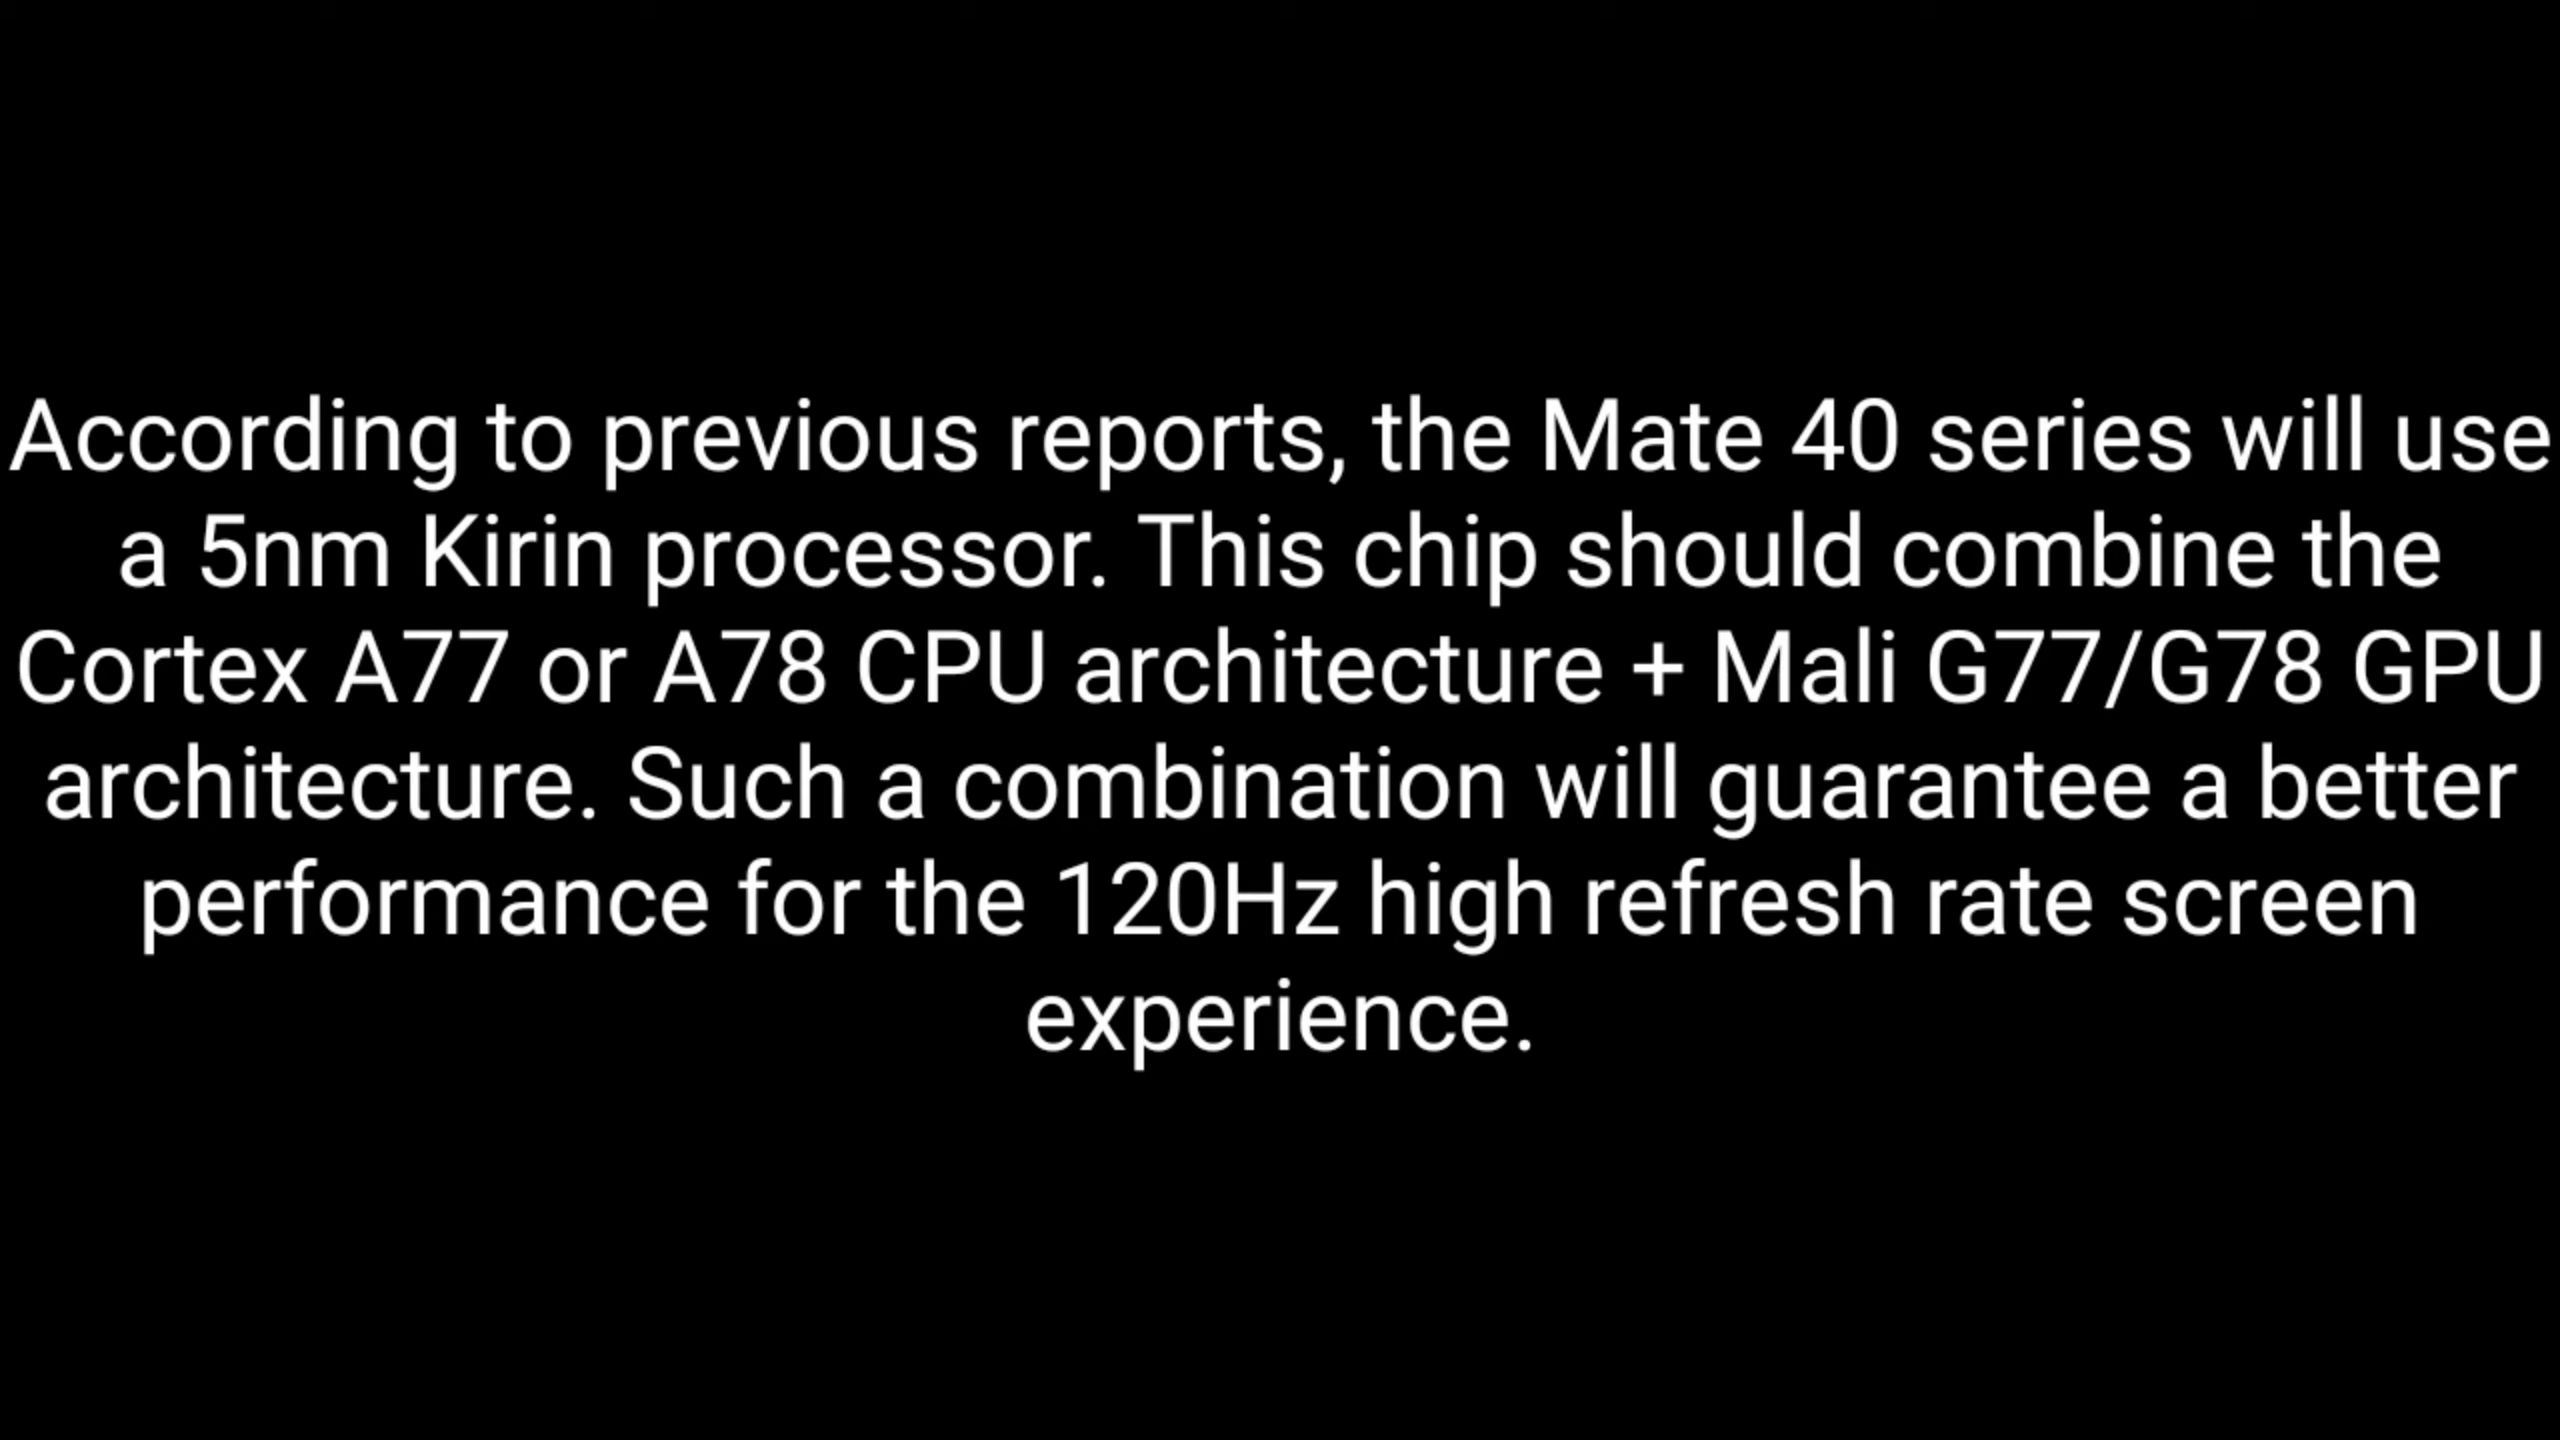 According to previous reports, the Mate 40 series will use
a 5nm Kirin processor. This chip should combine the
Cortex A77 or A78 CPU architecture + Mali G77/G78 GPU
architecture. Such a combination will guarantee a better
performance for the 120Hz high refresh rate screen
experience.